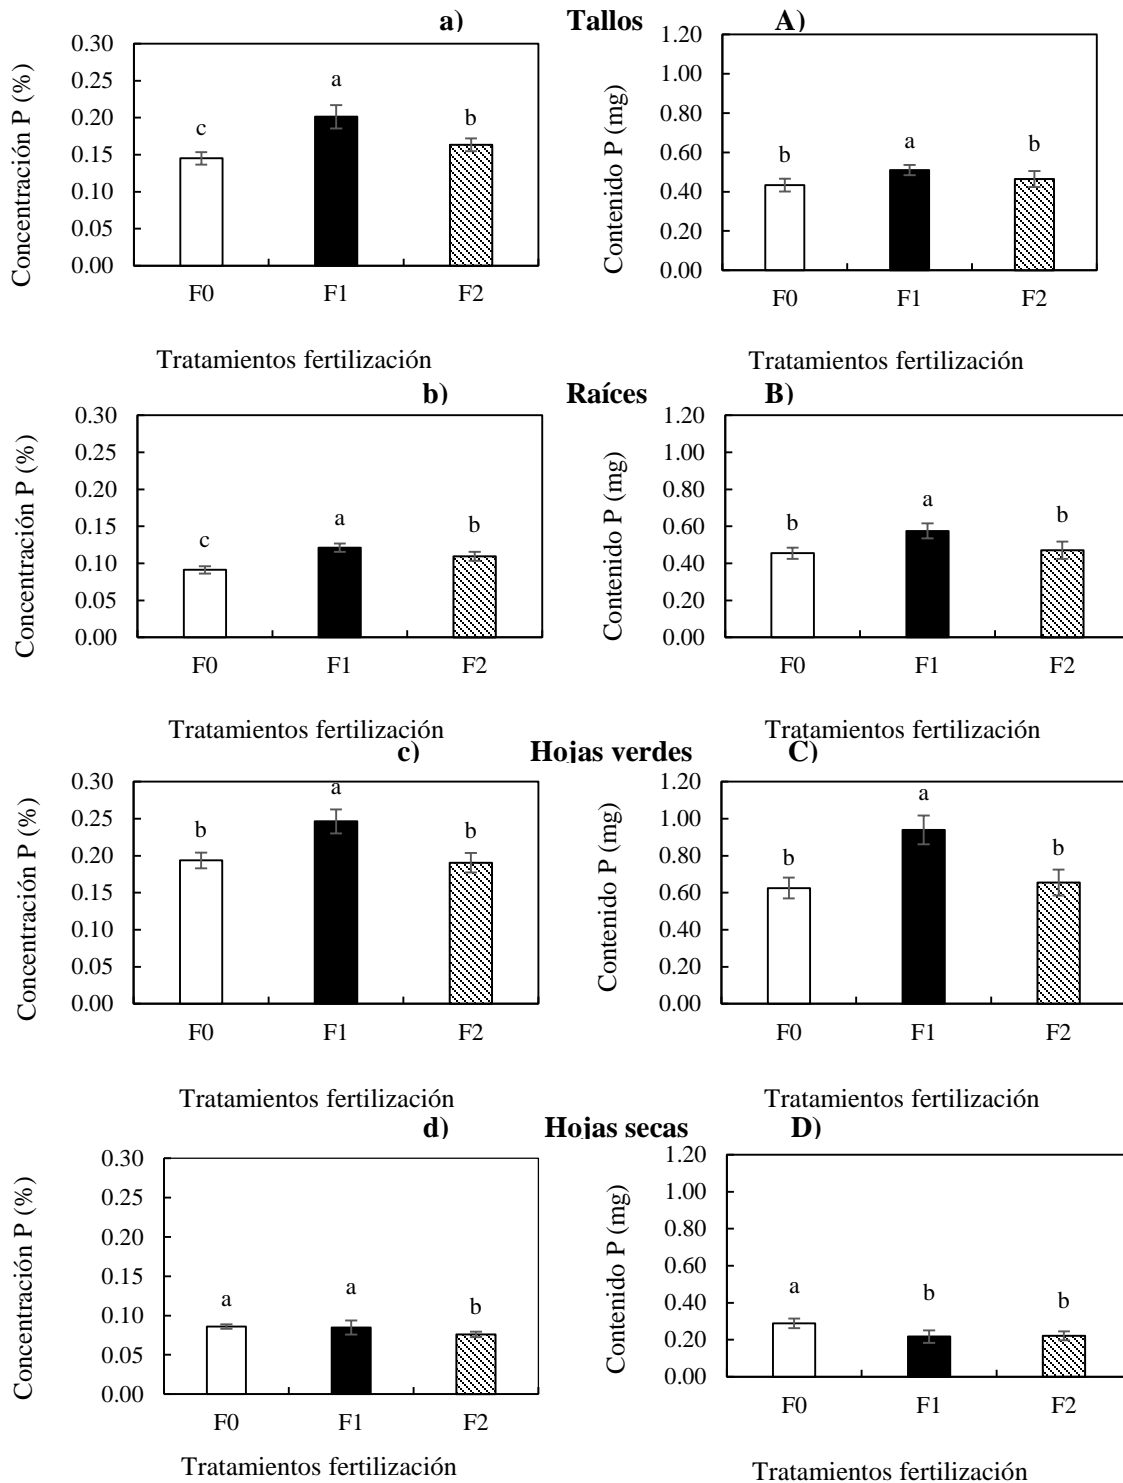 a) Tallos A)
Concentración P (%)
0.30
0.25
0.20
0.15
0.10
0.05
0.00
c a b
F0 F1 F2
Tratamientos fertilización
Contenido P (mg)
1.20
1.00
0.80
0.60
0.40
0.20
0.00
b a b
F0 F1 F2
Tratamientos fertilización
b) Raíces B)
Concentración P (%)
0.30
0.25
0.20
0.15
0.10
0.05
0.00
c a b
F0 F1 F2
Tratamientos fertilización
Contenido P (mg)
1.20
1.00
0.80
0.60
0.40
0.20
0.00
b a b
F0 F1 F2
Tratamientos fertilización
c) Hojas verdes C)
Concentración P (%)
0.30
0.25
0.20
0.15
0.10
0.05
0.00
b a b
F0 F1 F2
Tratamientos fertilización
Contenido P (mg)
1.20
1.00
0.80
0.60
0.40
0.20
0.00
b a b
F0 F1 F2
Tratamientos fertilización
d) Hojas secas D)
Concentración P (%)
0.30
0.25
0.20
0.15
0.10
0.05
0.00
a a b
F0 F1 F2
Tratamientos fertilización
Contenido P (mg)
1.20
1.00
0.80
0.60
0.40
0.20
0.00
a b b
F0 F1 F2
Tratamientos fertilización